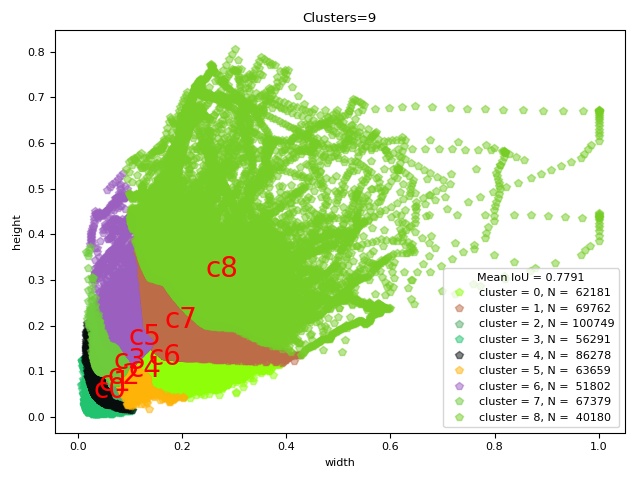 Clusters=9
height
0.8
0.7
0.6
0.5
0.4
0.3
0.2
0.1
0.0
c8
c7
c5
c6
c3
c4
c2
c1
c0
Mean IoU = 0.7791
cluster = 0, N = 62181
cluster = 1, N = 69762
cluster = 2, N = 100749
cluster = 3, N = 56291
cluster = 4, N = 86278
cluster = 5, N = 63659
cluster = 6, N = 51802
cluster = 7, N = 67379
cluster = 8, N = 40180
0.0 0.2 0.4 0.6 0.8 1.0
width